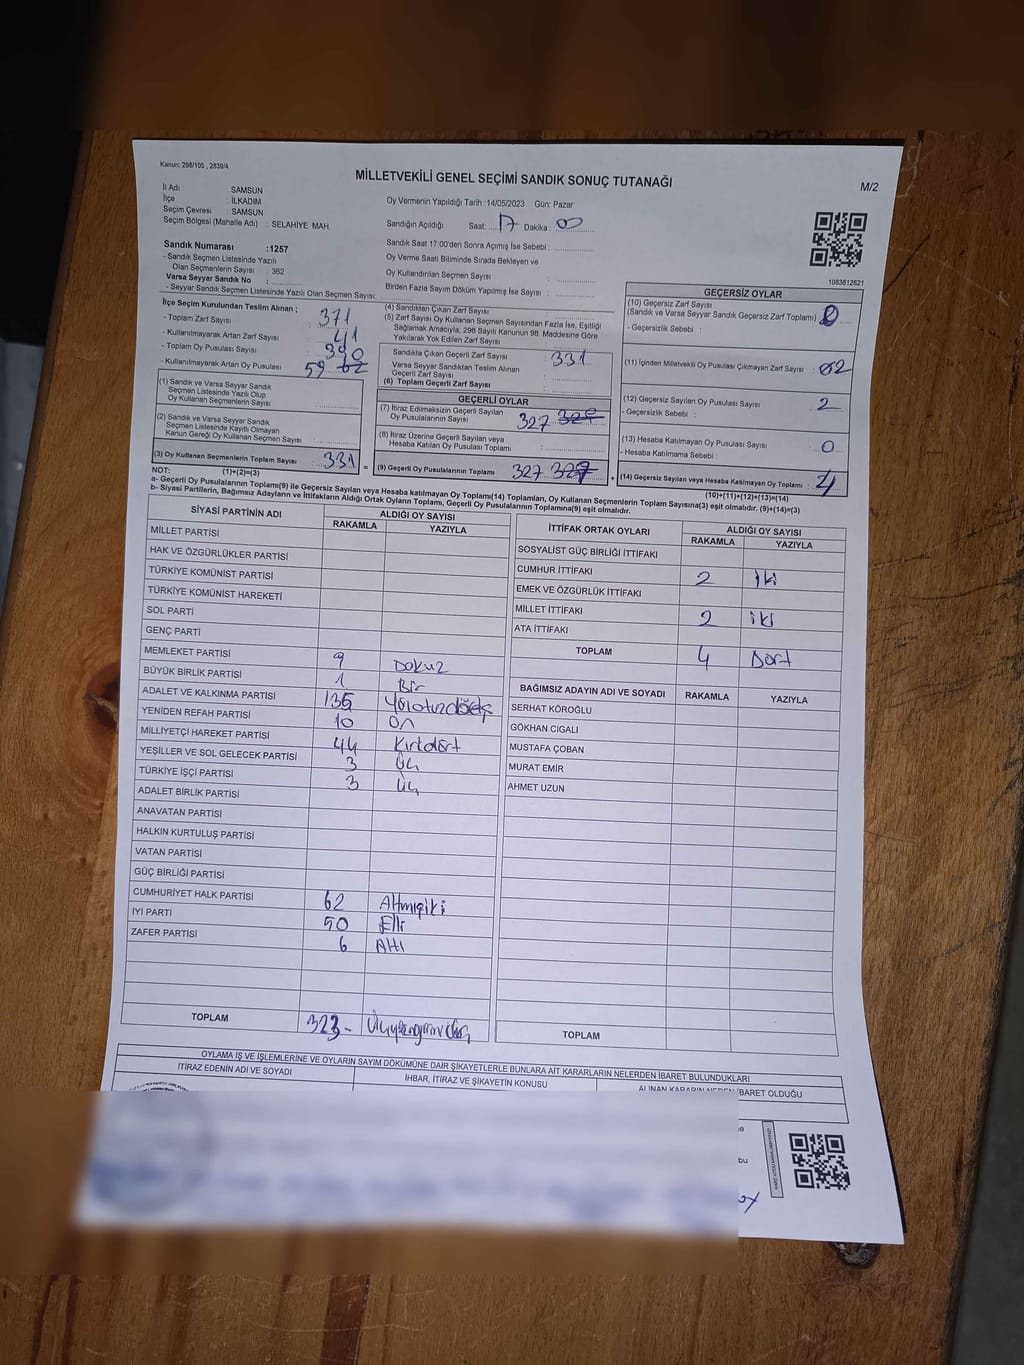 Kanun: 298/105 , 2839/4
MİLLETVEKİLİ GENEL SEÇİMİ SANDIK SONUÇ TUTANAĞI
M/2
İl Adı : SAMSUN
İlçe : İLKADIM
Seçim Çevresi : SAMSUN
Seçim Bölgesi (Mahalle Adı) : SELAHİYE MAH.
Oy Vermenin Yapıldığı Tarih :14/05/2023 Gün: Pazar
Sandığın Açıldığı Saat: 17 Dakika : 00
Sandık Numarası :1257
- Sandık Seçmen Listesinde Yazılı
Olan Seçmenlerin Sayısı : 362
Varsa Seyyar Sandık No :
- Seyyar Sandık Seçmen Listesinde Yazılı Olan Seçmen Sayısı:
Sandık Saat 17:00'den Sonra Açımış İse Sebebi :
Oy Verme Saati Bitiminde Sırada Bekleyen ve
Oy Kullandırılan Seçmen Sayısı :
Birden Fazla Sayım Döküm Yapılmış İse Sayısı :
1083612621
İlçe Seçim Kurulundan Teslim Alınan ;
- Toplam Zarf Sayısı : 371
- Kullanılmayarak Artan Zarf Sayısı : 41
- Toplam Oy Pusulası Sayısı : 390
- Kullanılmayarak Artan Oy Pusulası 59 62
(1) Sandık ve Varsa Seyyar Sandık
Seçmen Listesinde Yazılı Olup
Oy Kullanan Seçmenlerin Sayısı :
(2) Sandık ve Varsa Seyyar Sandık
Seçmen Listesinde Kayıtlı Olmayan
Kanun Gereği Oy Kullanan Seçmen Sayısı :
(3) Oy Kullanan Seçmenlerin Toplam Sayısı : 331
(1)+(2)=(3)
(4) Sandıktan Çıkan Zarf Sayısı :
(5) Zarf Sayısı Oy Kullanan Seçmen Sayısından Fazla İse, Eşitliği
Sağlamak Amacıyla; 298 Sayılı Kanunun 98. Maddesine Göre
Yakılarak Yok Edilen Zarf Sayısı :
Sandıkta Çıkan Geçerli Zarf Sayısı : 331
Varsa Seyyar Sandıktan Teslim Alınan
Geçerli Zarf Sayısı :
(6) Toplam Geçerli Zarf Sayısı :
GEÇERLİ OYLAR
(7) İtiraz Edilmeksizin Geçerli Sayılan
Oy Pusulalarının Sayısı : 327
(8) İtiraz Üzerine Geçerli Sayılan veya
Hesaba Katılan Oy Pusulası Toplamı :
(9) Geçerli Oy Pusulalarının Toplamı : 327 327
GEÇERSİZ OYLAR
(10) Geçersiz Zarf Sayısı
(Sandık ve Varsa Seyyar Sandık Geçersiz Zarf Toplamı) : 0
- Geçersizlik Sebebi :
(11) İçinden Milletvekili Oy Pusulası Çıkmayan Zarf Sayısı : 02
(12) Geçersiz Sayılan Oy Pusulası Sayısı : 2
- Geçersizlik Sebebi :
(13) Hesaba Katılmayan Oy Pusulası Sayısı : 0
- Hesaba Katılmama Sebebi :
(14) Geçersiz Sayılan veya Hesaba Katılmayan Oy Toplamı : 4
(10)+(11)+(12)+(13)=(14)
NOT:
a- Geçerli Oy Pusulalarının Toplamı(9) ile Geçersiz Sayılan veya Hesaba katılmayan Oy Toplamı(14) Toplamları, Oy Kullanan Seçmenlerin Toplam Sayısına(3) eşit olmalıdır. (9)+(14)=(3)
b- Siyasi Partilerin, Bağımsız Adayların ve İttifakların Aldığı Ortak Oyların Toplamı, Geçerli Oy Pusulalarının Toplamına(9) eşit olmalıdır.
SİYASİ PARTİNİN ADI ALDIĞI OY SAYISI
RAKAMLA YAZIYLA
MİLLET PARTİSİ
HAK VE ÖZGÜRLÜKLER PARTİSİ
TÜRKİYE KOMÜNİST PARTİSİ
TÜRKİYE KOMÜNİST HAREKETİ
SOL PARTİ
GENÇ PARTİ
MEMLEKET PARTİSİ 9 Dokuz
BÜYÜK BİRLİK PARTİSİ 1 Bir
ADALET VE KALKINMA PARTİSİ 135
YENİDEN REFAH PARTİSİ 10 On
MİLLİYETÇİ HAREKET PARTİSİ 44 Kırkdört
YEŞİLLER VE SOL GELECEK PARTİSİ 3 Üç
TÜRKİYE İŞÇİ PARTİSİ 3 Üç
ADALET BİRLİK PARTİSİ
ANAVATAN PARTİSİ
HALKIN KURTULUŞ PARTİSİ
VATAN PARTİSİ
GÜÇ BİRLİĞİ PARTİSİ
CUMHURİYET HALK PARTİSİ 62 Altmışiki
İYİ PARTİ 50 Elli
ZAFER PARTİSİ 6 Altı
TOPLAM 323-
İTTİFAK ORTAK OYLARI ALDIĞI OY SAYISI
RAKAMLA YAZIYLA
SOSYALİST GÜÇ BİRLİĞİ İTTİFAKI
CUMHUR İTTİFAKI 2 İki
EMEK VE ÖZGÜRLÜK İTTİFAKI
MİLLET İTTİFAKI 2 iki
ATA İTTİFAKI
TOPLAM 4 Dört
BAĞIMSIZ ADAYIN ADI VE SOYADI RAKAMLA YAZIYLA
SERHAT KÖROĞLU
GÖKHAN CIGALI
MUSTAFA ÇOBAN
MURAT EMİR
AHMET UZUN
TOPLAM
OYLAMA İŞ VE İŞLEMLERİNE VE OYLARIN SAYIM DÖKÜMÜNE DAİR ŞİKAYETLERLE BUNLARA AİT KARARLARIN NELERDEN İBARET BULUNDUKLARI
İTİRAZ EDENİN ADI VE SOYADI
İHBAR, İTİRAZ VE ŞİKAYETİN KONUSU
ALINAN KARARIN NEDEN İBARET OLDUĞU